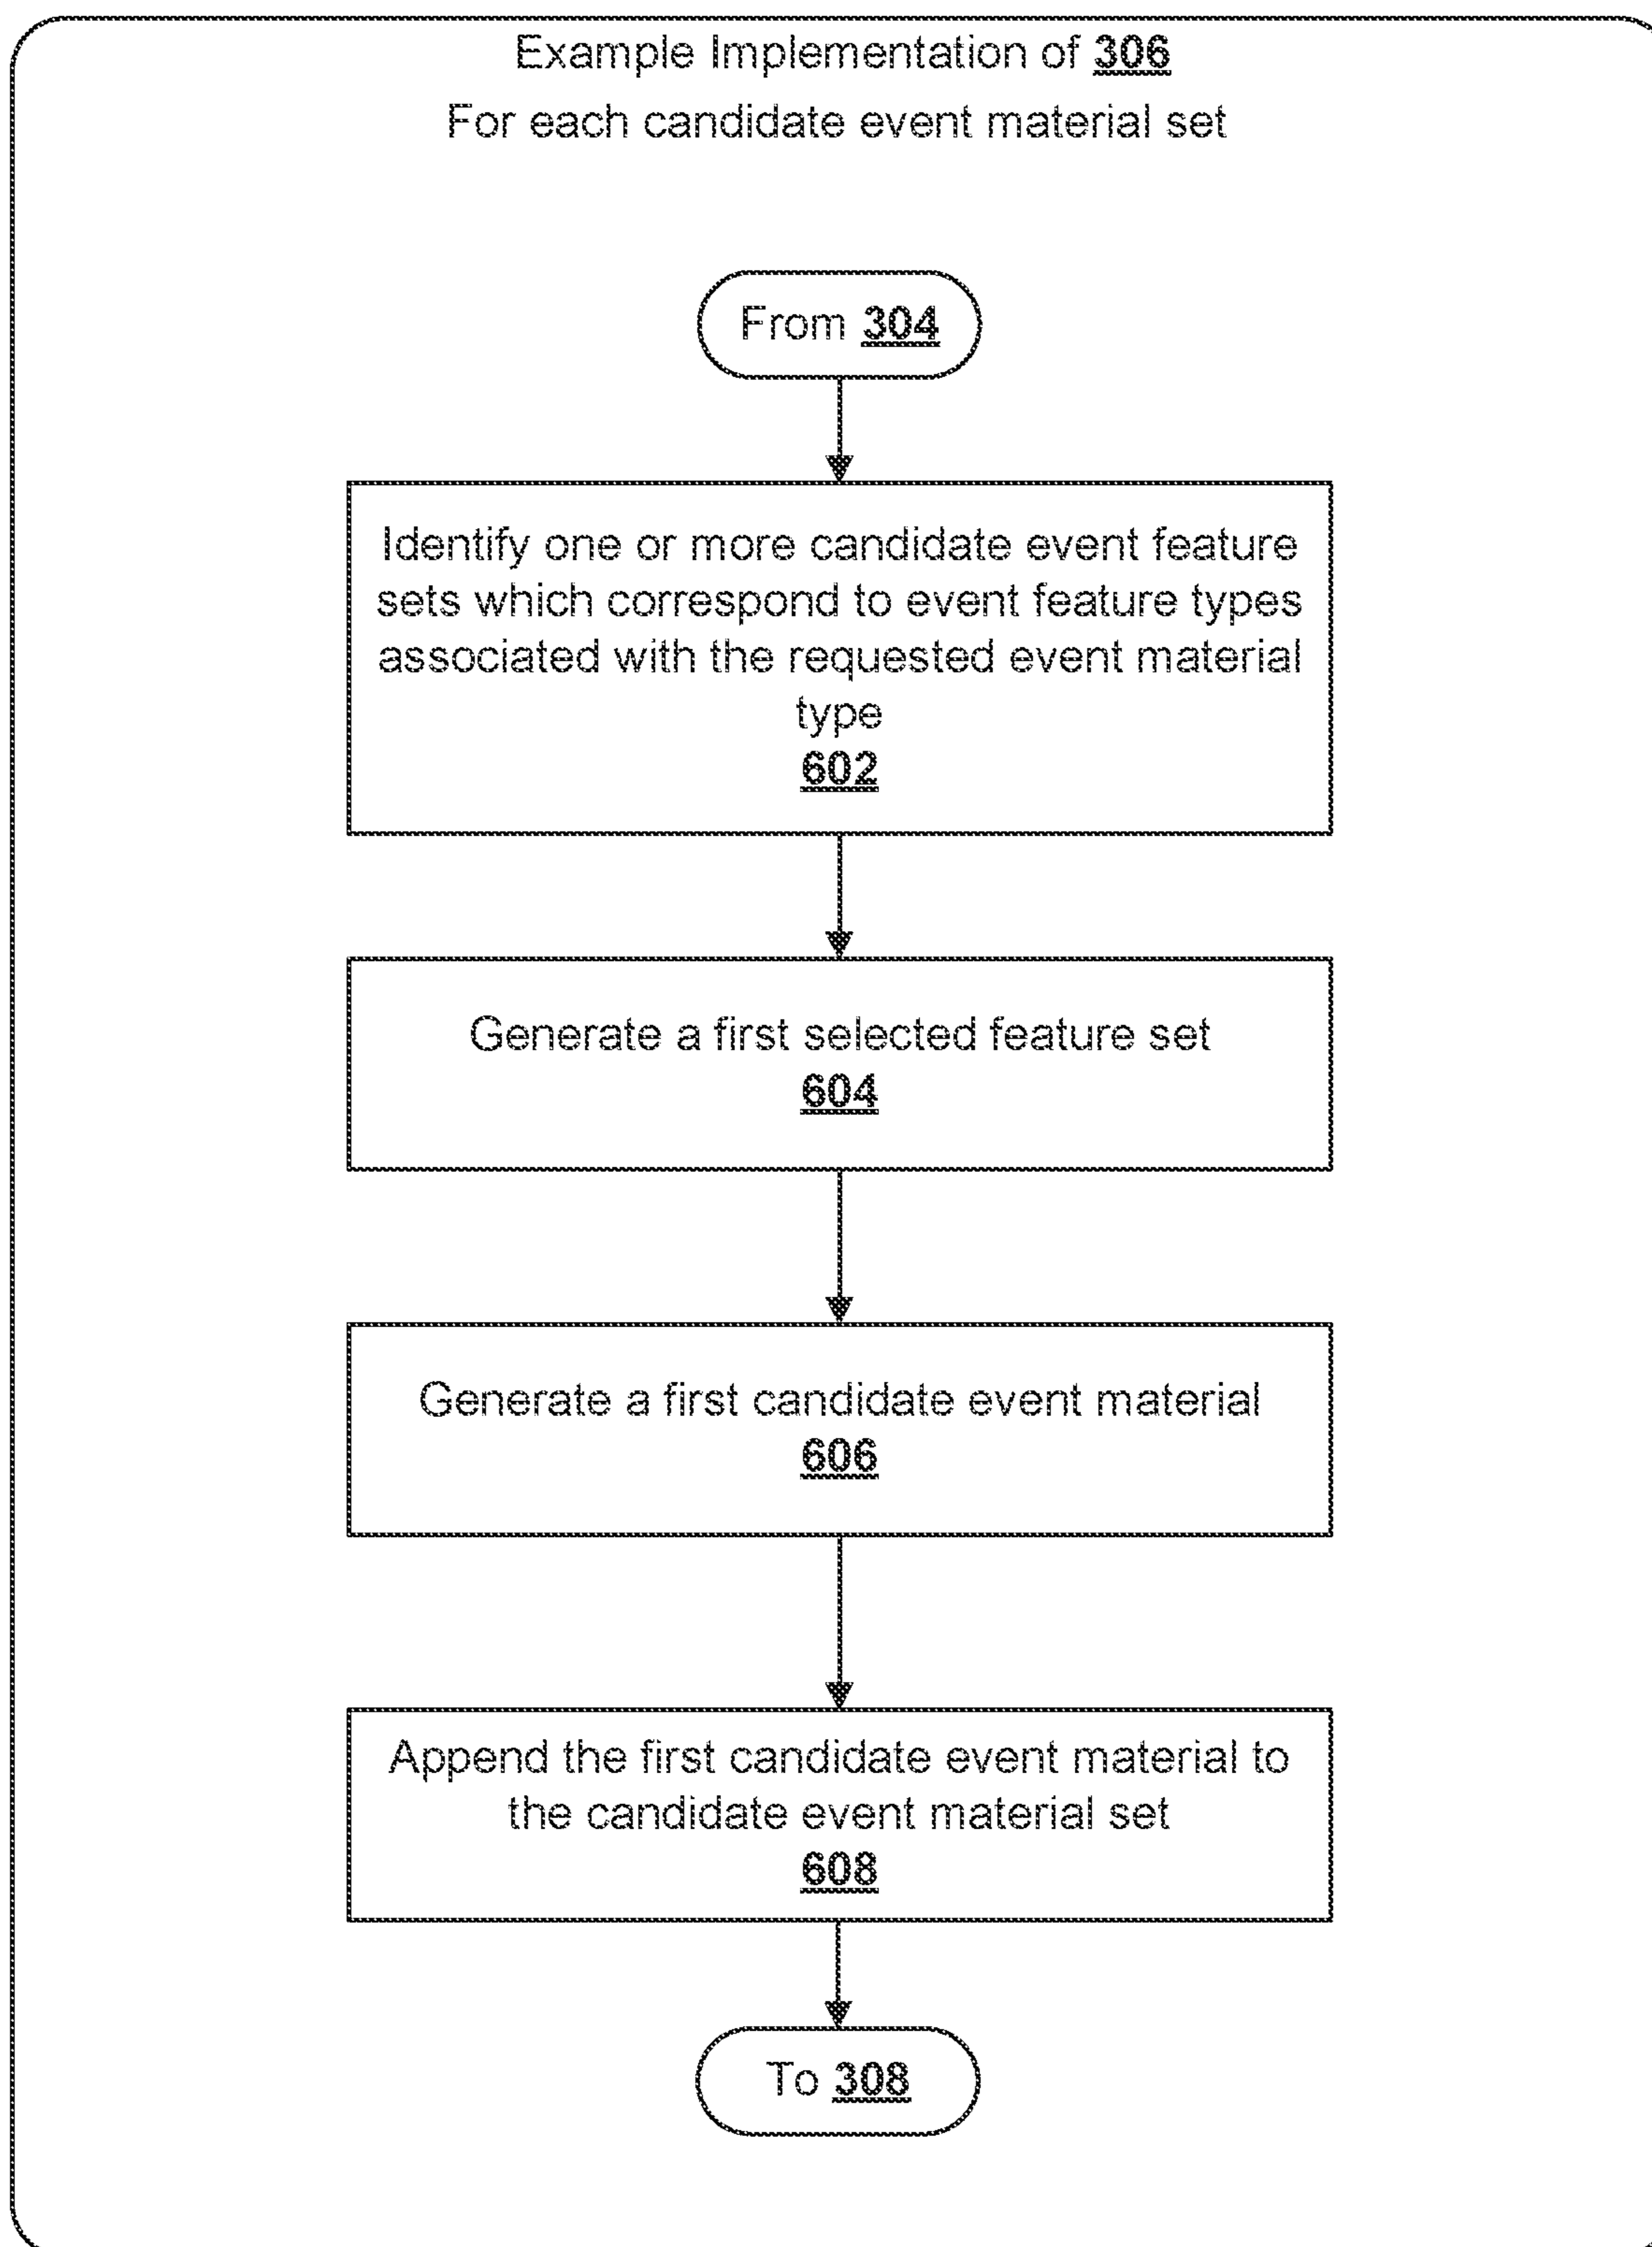 Example Implementation of 306
For each candidate event material set
From 304
Identify one or more candidate event feature
sets which correspond to event feature types
associated with the requested event material
type
602
Generate a first selected feature set
604
Generate a first candidate event material
606
Append the first candidate event material to
the candidate event material set
608
To 308